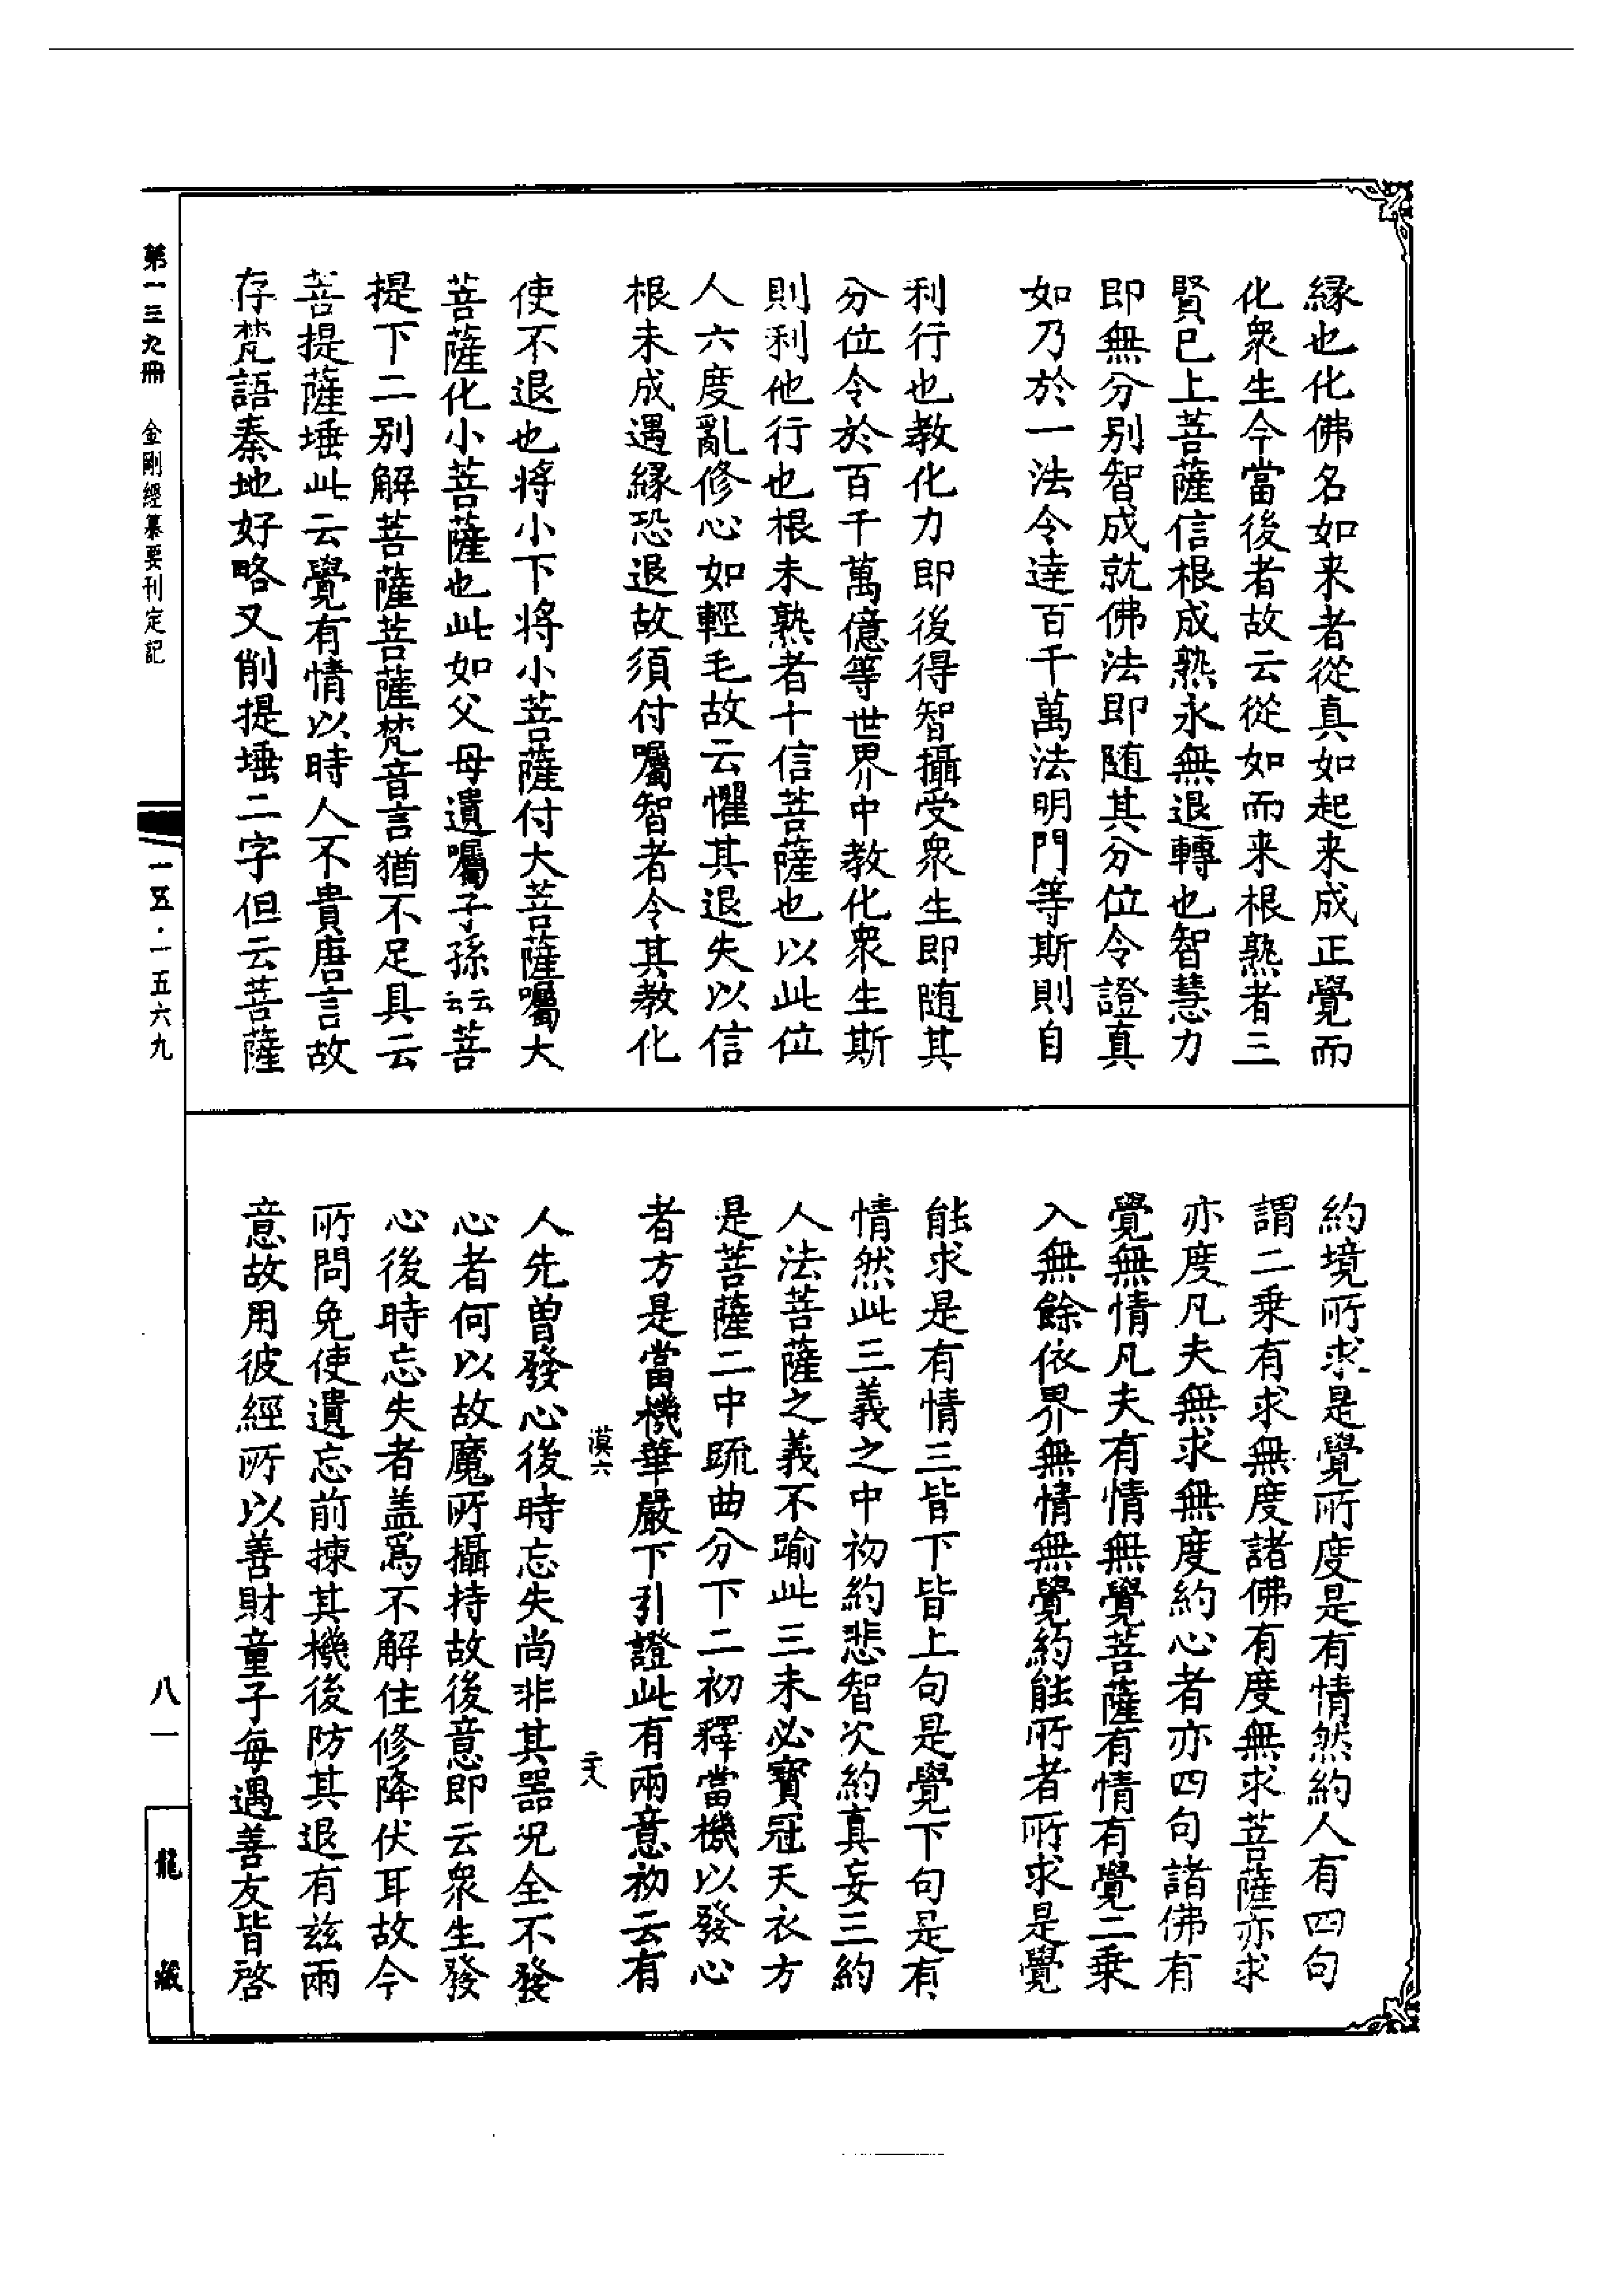 縁也化佛名如来者從真如起来成正覺而
化衆生今當後者故云從如而来根熟者三
賢已上菩薩信根成熟永無退轉也智慧力
即無分别智成就佛法即随其分位令證真
如乃於一法令達百千萬法明門等斯則自
利行也教化力即後得智攝受衆生即随其
分位令於百千萬億等世界中教化衆生斯
則利他行也根未熟者十信菩薩也以此位
人六度亂修心如輕毛故云懼其退失以信
根未成遇縁恐退故須付囑智者令其教化
使不退也将小下将小菩薩付大菩薩囑大
菩薩化小菩薩也此如父母遺囑子孫云云菩
提下二别解菩薩菩薩梵音言猶不足具云
菩提薩埵此云覺有情以時人不貴唐言故
存梵語秦地好略又削提埵二字但云菩薩
約境所求是覺所度是有情然約人有四句
謂二乗有求無度諸佛有度無求菩薩亦求
亦度凡夫無求無度約心者亦四句諸佛有
覺無情凡夫有情無覺菩薩有情有覺二乗
入無餘依界無情無覺約能所者所求是覺
能求是有情三皆下皆上句是覺下句是有
情然此三義之中初約悲智次約真妄三約
人法菩薩之義不踰此三未必寶冠天衣方
是菩薩二中䟽曲分下二初釋當機以發心
者方是當機華嚴下引證此有兩意初云有
漠六
二十八
人先曽發心後時忘失尚非其器況全不發
心者何以故魔所攝持故後意即云衆生發
心後時忘失者盖爲不解住修降伏耳故今
所問免使遺忘前揀其機後防其退有兹兩
意故用彼經所以善財童子每遇善友皆啓
第一三九冊
金剛經纂要刊定記
一五·一五六九
八一
龍藏